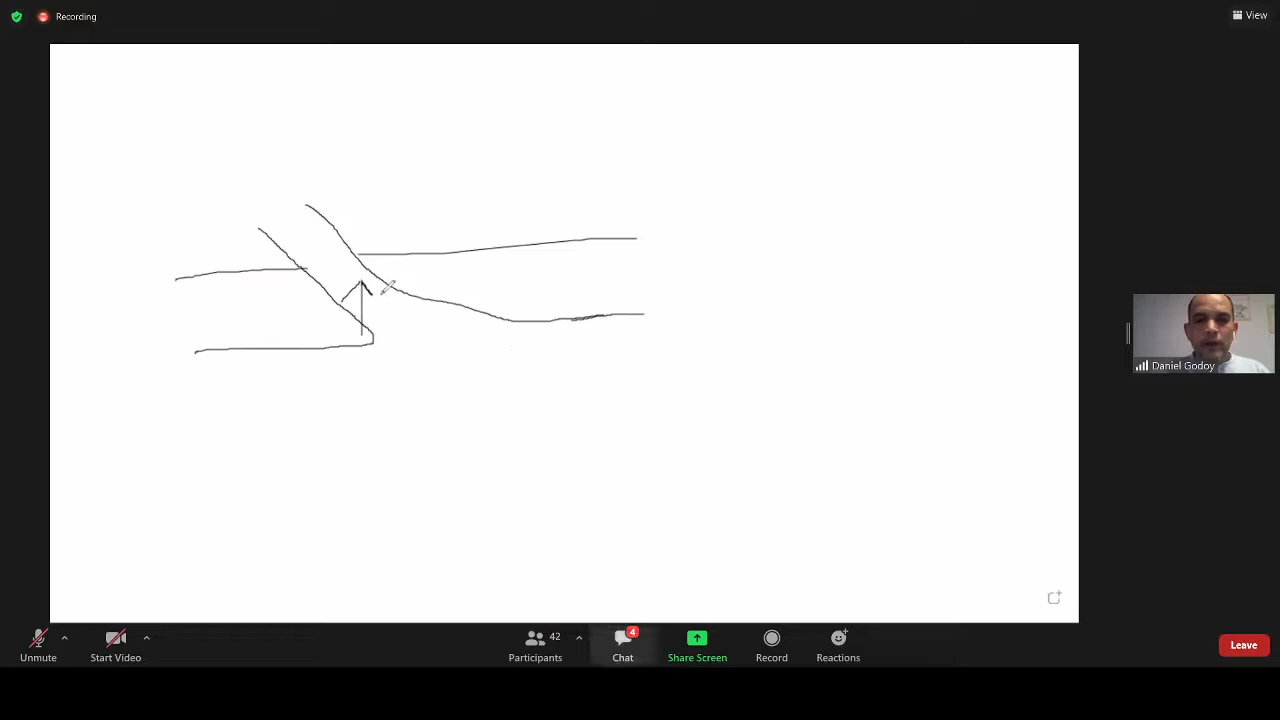 Recording
View
Daniel Godoy
Unmute
Start Video
42
Participants
4
Chat
Share Screen
Record
Reactions
Leave